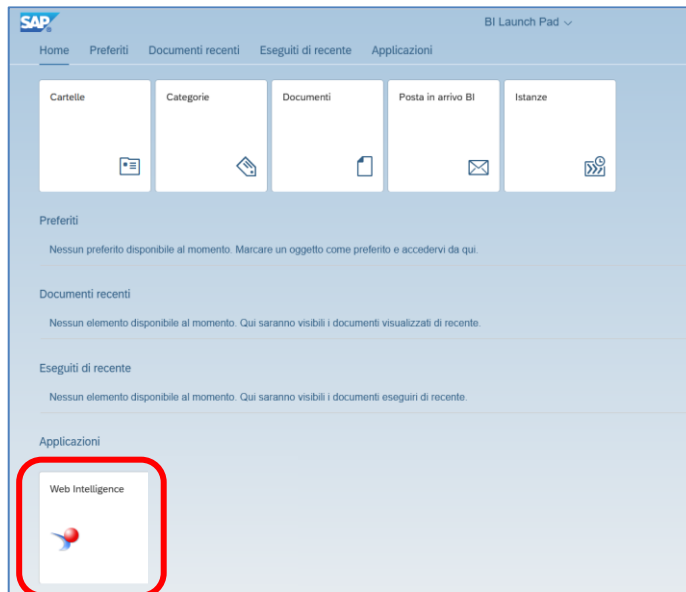 SAP
BI Launch Pad
Home Preferiti Documenti recenti Eseguiti di recente Applicazioni
Cartelle Categorie Documenti Posta in arrivo BI Istanze
Preferiti
Nessun preferito disponibile al momento. Marcare un oggetto come preferito e accedervi da qui.
Documenti recenti
Nessun elemento disponibile al momento. Qui saranno visibili i documenti visualizzati di recente.
Eseguiti di recente
Nessun elemento disponibile al momento. Qui saranno visibili i documenti eseguiri di recente.
Applicazioni
Web Intelligence